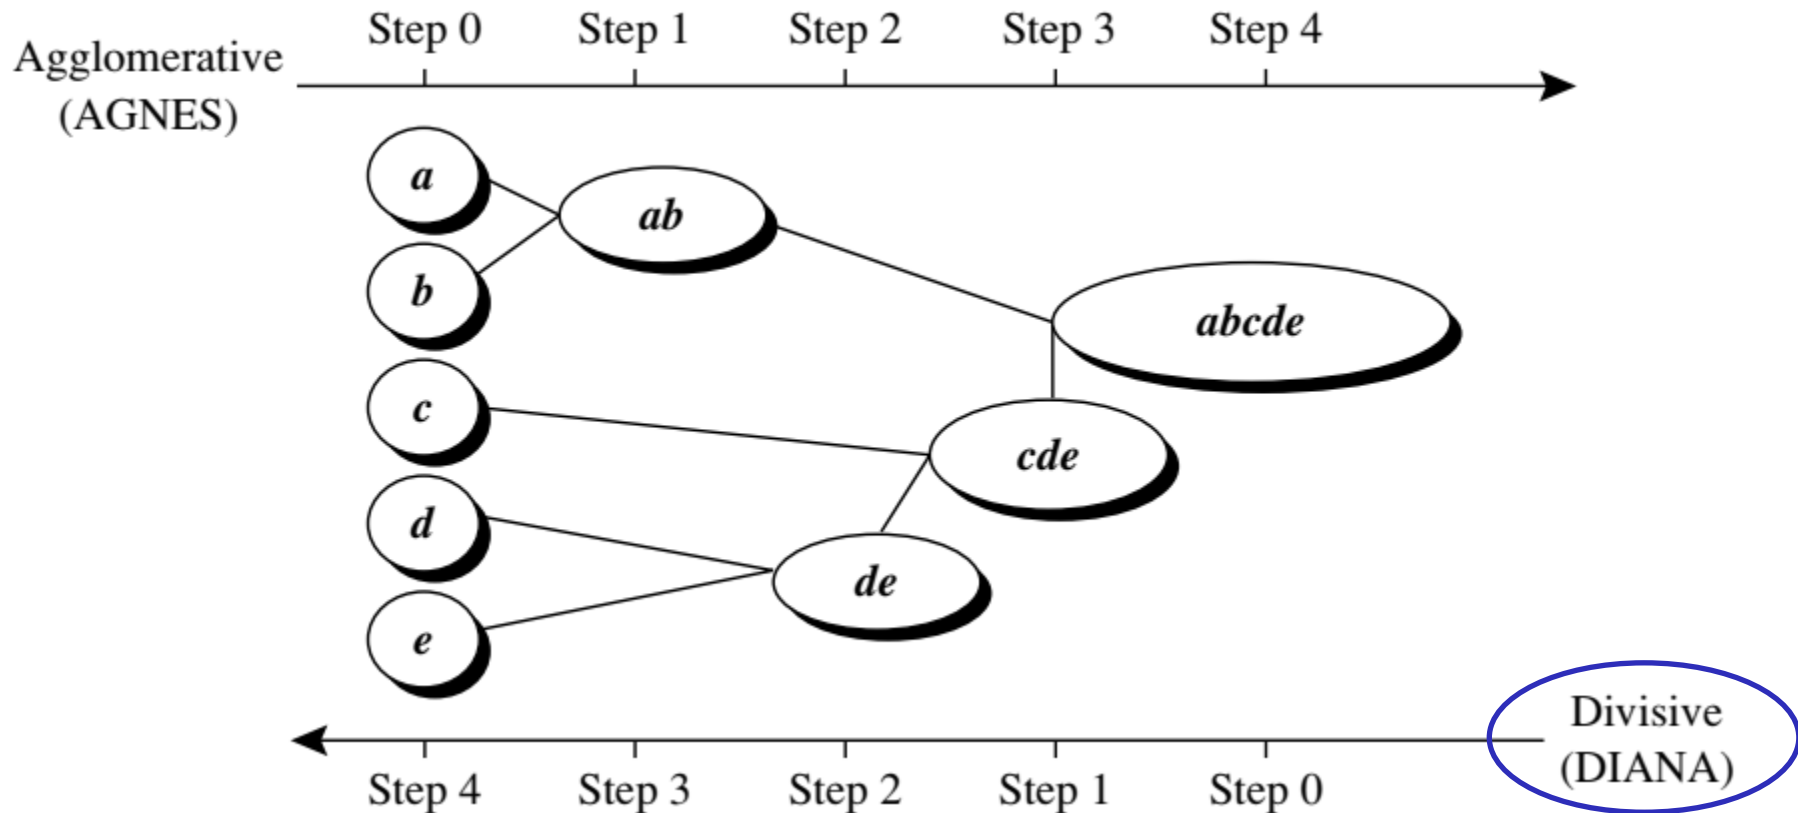 Step 0 Step 1 Step 2 Step 3 Step 4
Agglomerative
(AGNES)
a
ab
b
abcde
c
cde
d
de
e
Divisive
(DIANA)
Step 4 Step 3 Step 2 Step 1 Step 0